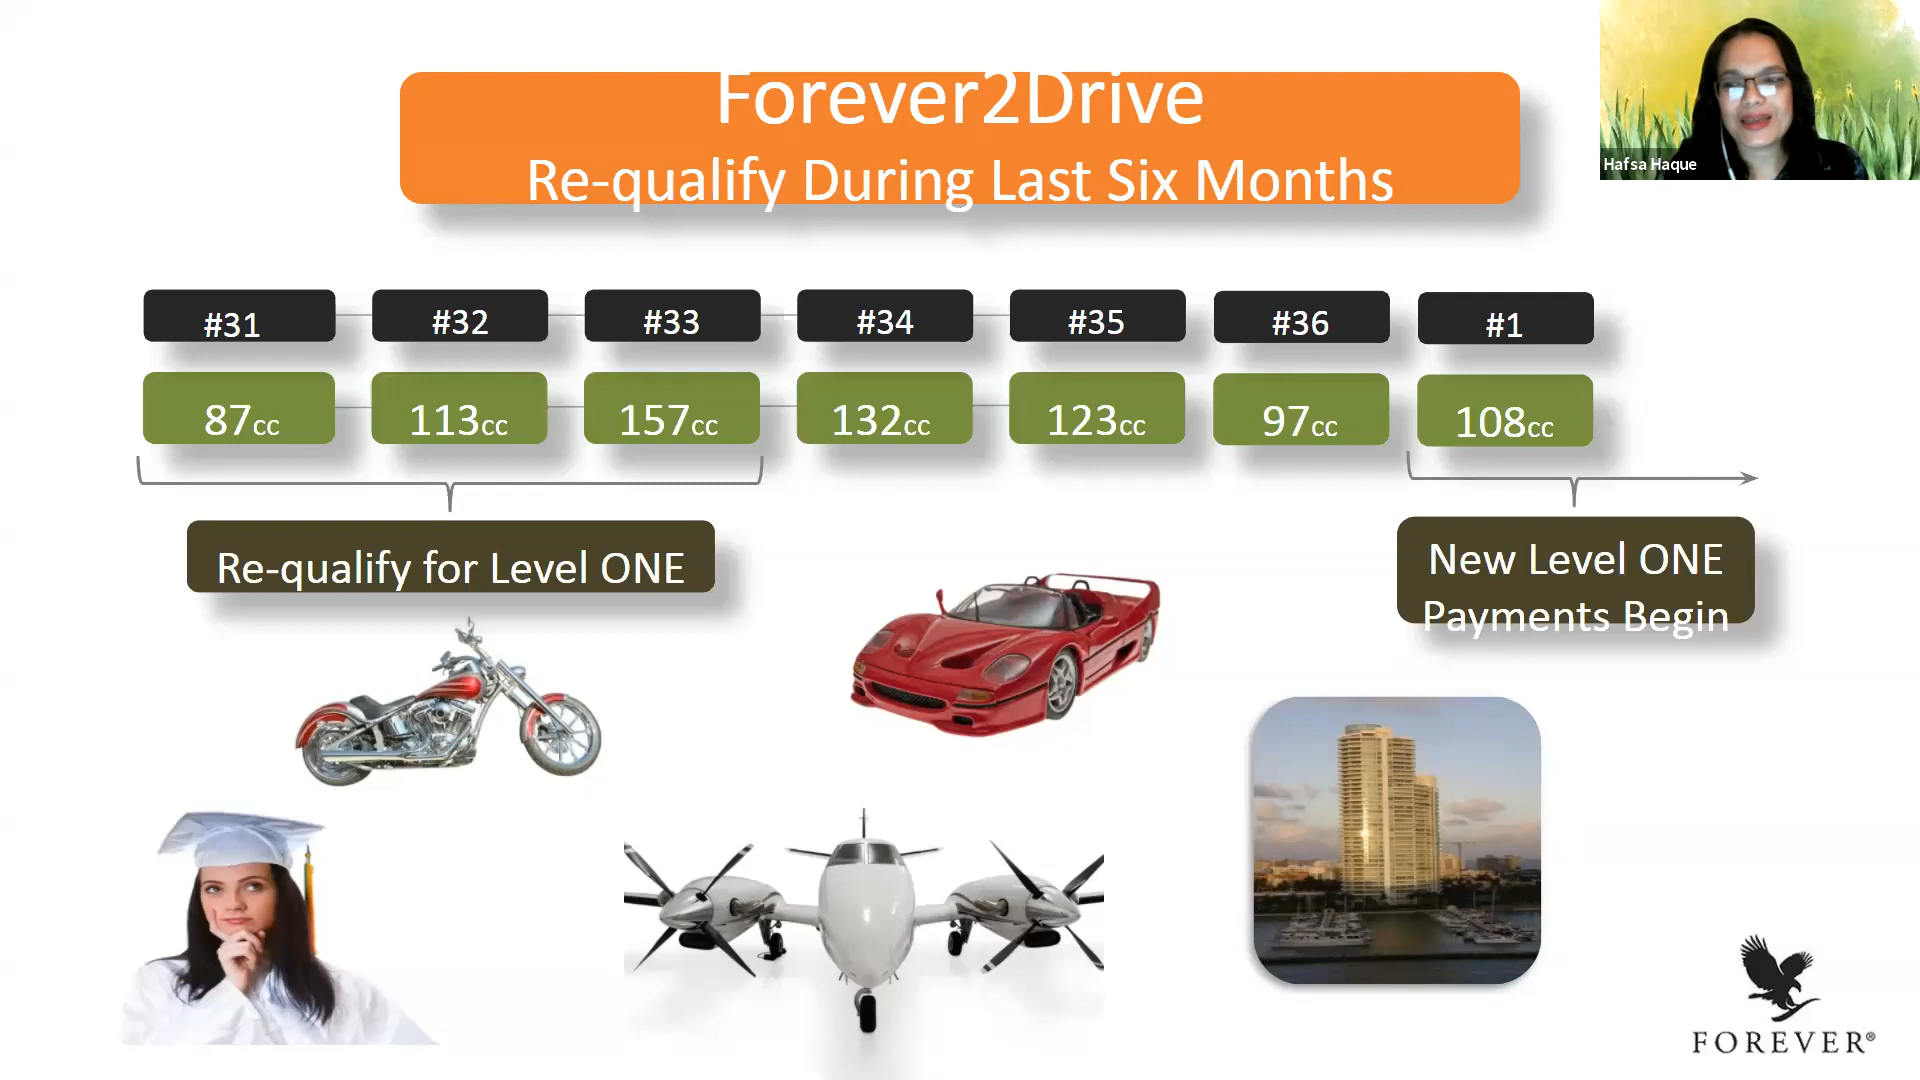 Forever2Drive
Re-qualify During Last Six Months
Hafsa Haque
#31 #32 #33 #34 #35 #36 #1
87cc 113cc 157cc 132cc 123cc 97cc 108cc
Re-qualify for Level ONE
New Level ONE
Payments Begin
FOREVER®